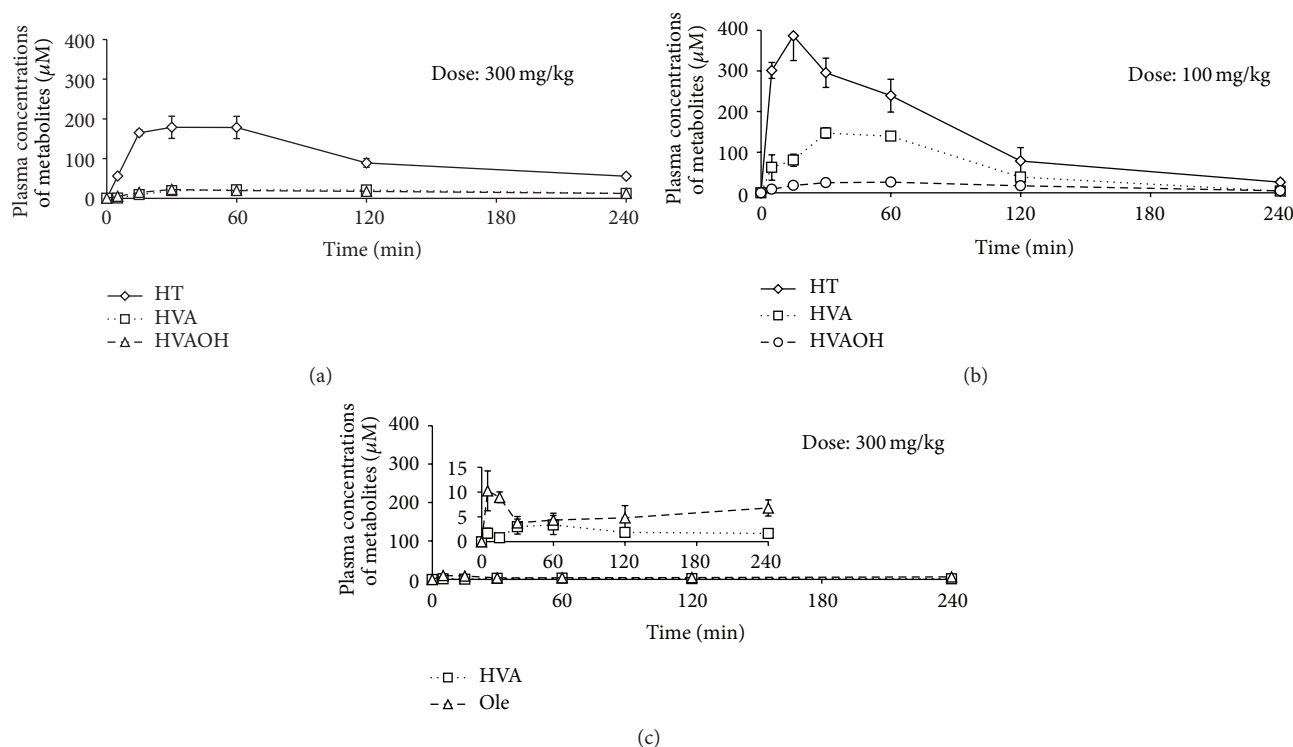 Plasma concentrations
of metabolites (μM)
400
300
200
100
0
Dose: 300 mg/kg
0 60 120 180 240
Time (min)
HT
HVA
HVAOH
(a)
Plasma concentrations
of metabolites (μM)
400
300
200
100
0
Dose: 100 mg/kg
0 60 120 180 240
Time (min)
HT
HVA
HVAOH
(b)
Plasma concentrations
of metabolites (μM)
400
300
200
100
0
Dose: 300 mg/kg
15
10
5
0
0 60 120 180 240
0 60 120 180 240
Time (min)
HVA
Ole
(c)